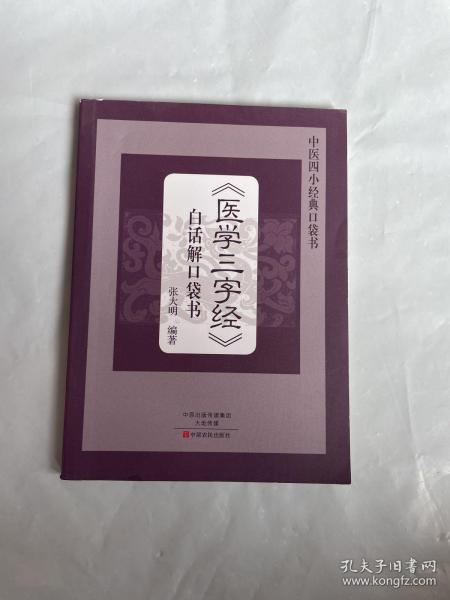 中医四小经典口袋书
《医学三字经》
白话解口袋书
张大明 编著
中原出版传媒集团
大地传媒
中原农民出版社
孔夫子旧书网
www.kongfz.com